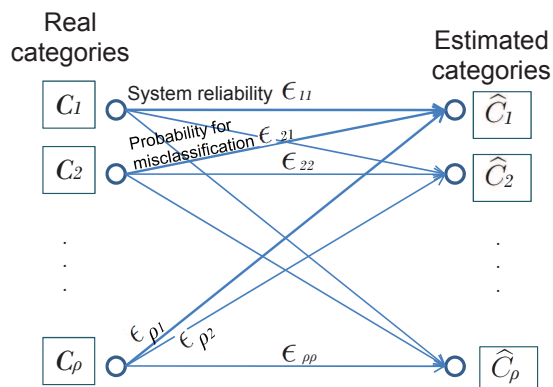 Real
categories
Estimated
categories
C1
System reliability ϵ11
Ĉ1
Probability for
misclassification
ϵ21
C2
ϵ22
Ĉ2
.
.
.
.
.
.
ϵρ1
ϵρ2
Cρ
ϵρρ
Ĉρ